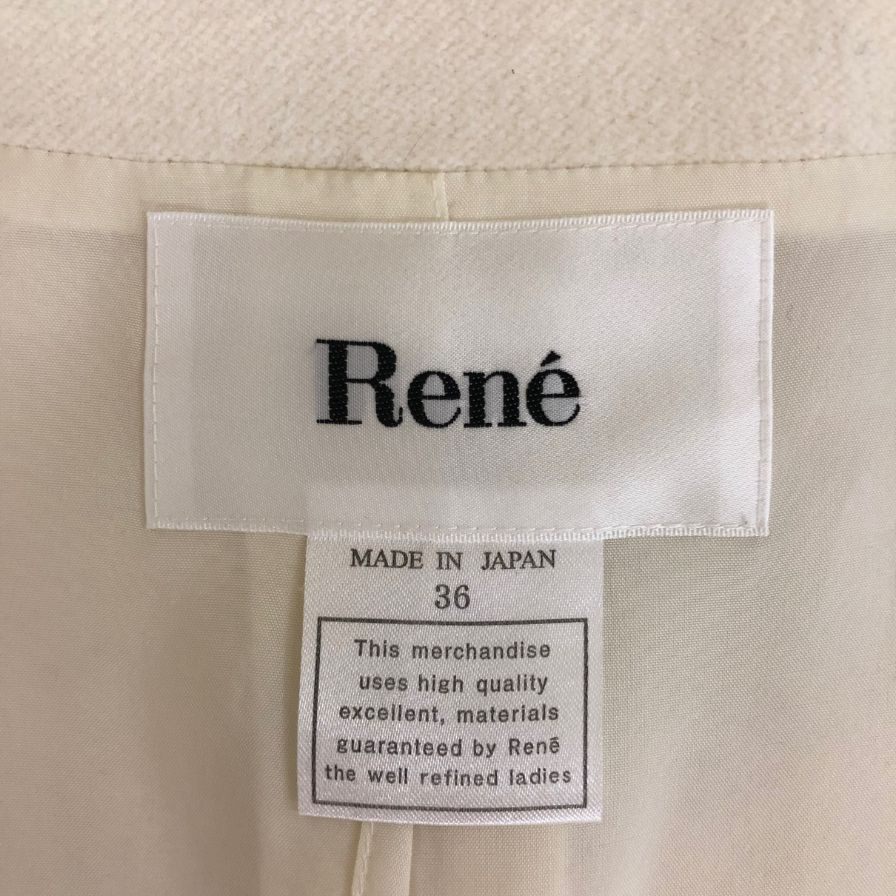 René
MADE IN JAPAN
36
This merchandise
uses high quality
excellent, materials
guaranteed by René
the well refined ladies